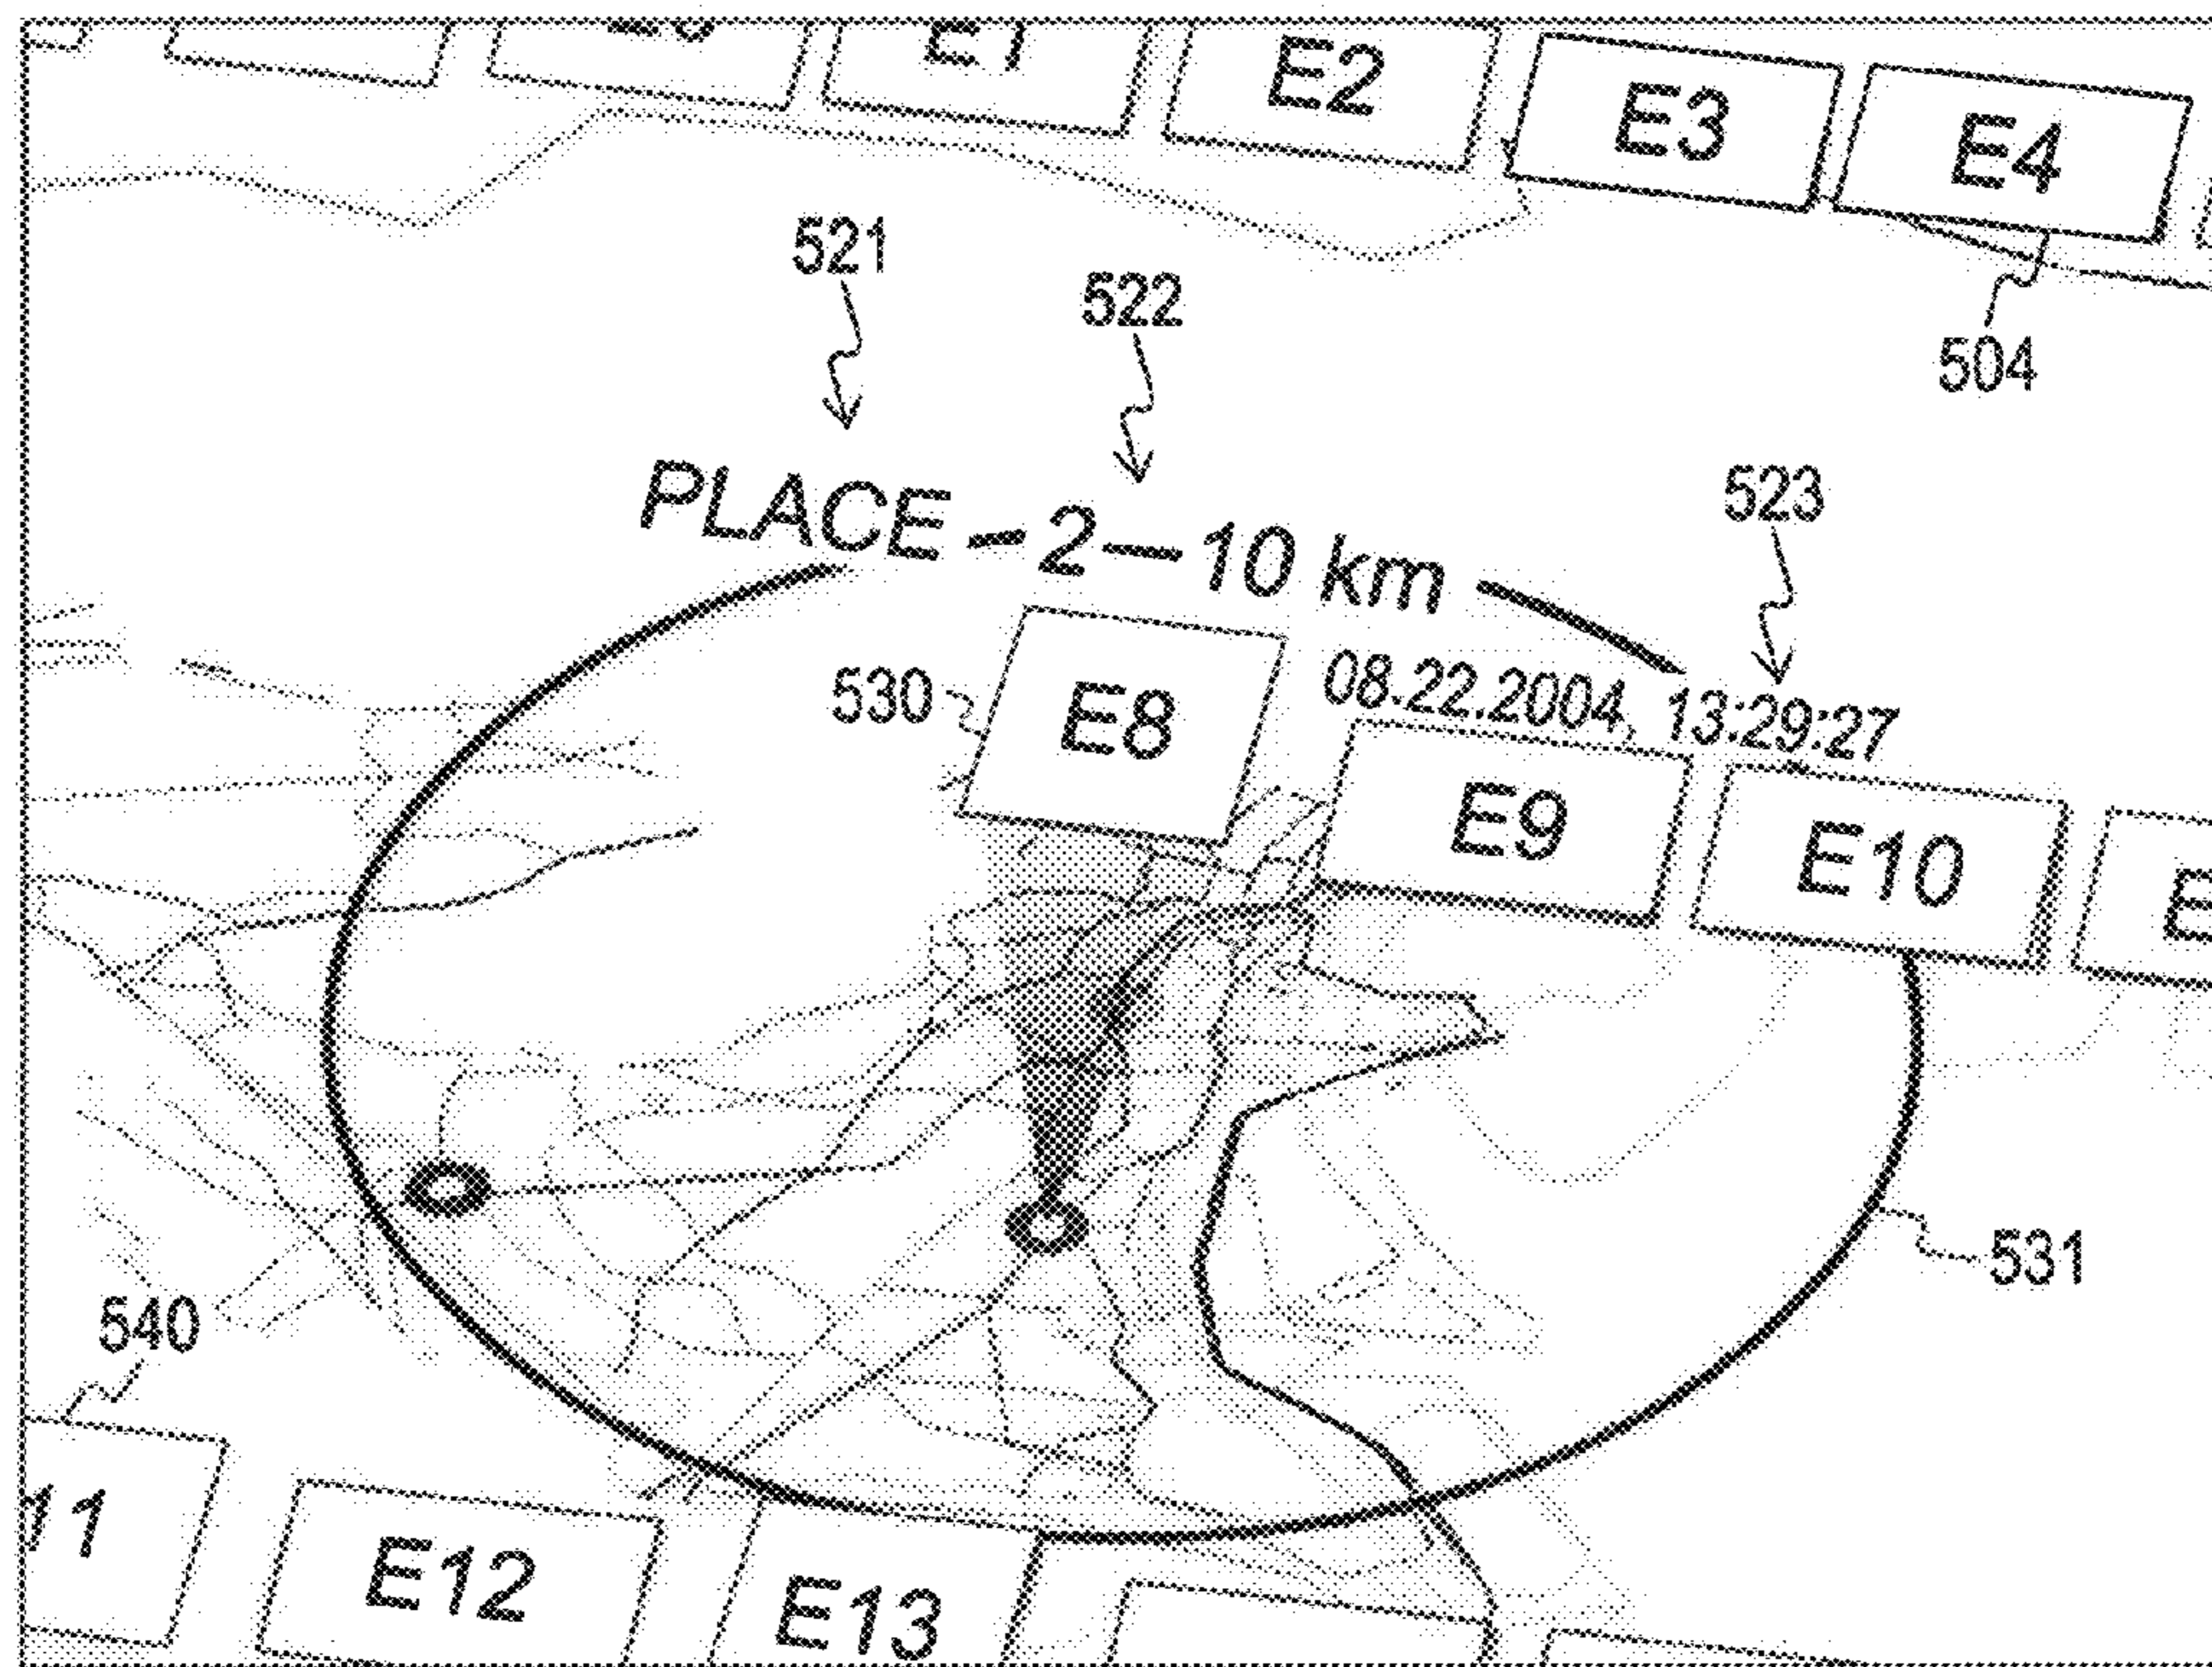 E1
E2
E3
E4
521
522
504
523
PLACE – 2 — 10 km
530
E8
08.22.2004, 13:29:27
E9
E10
531
540
11
E12
E13